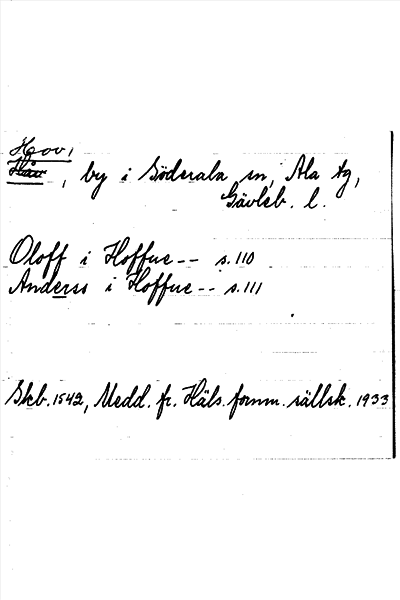 Hov,
Håv, by i Söderala sn, Ala tg,
Gävleb. l.
Oloff i Hoffue-- s.110
Anderss i Hoffue-- s.111
Skb. 1542, Medd. fr. Häls. fornm. sällsk. 1933